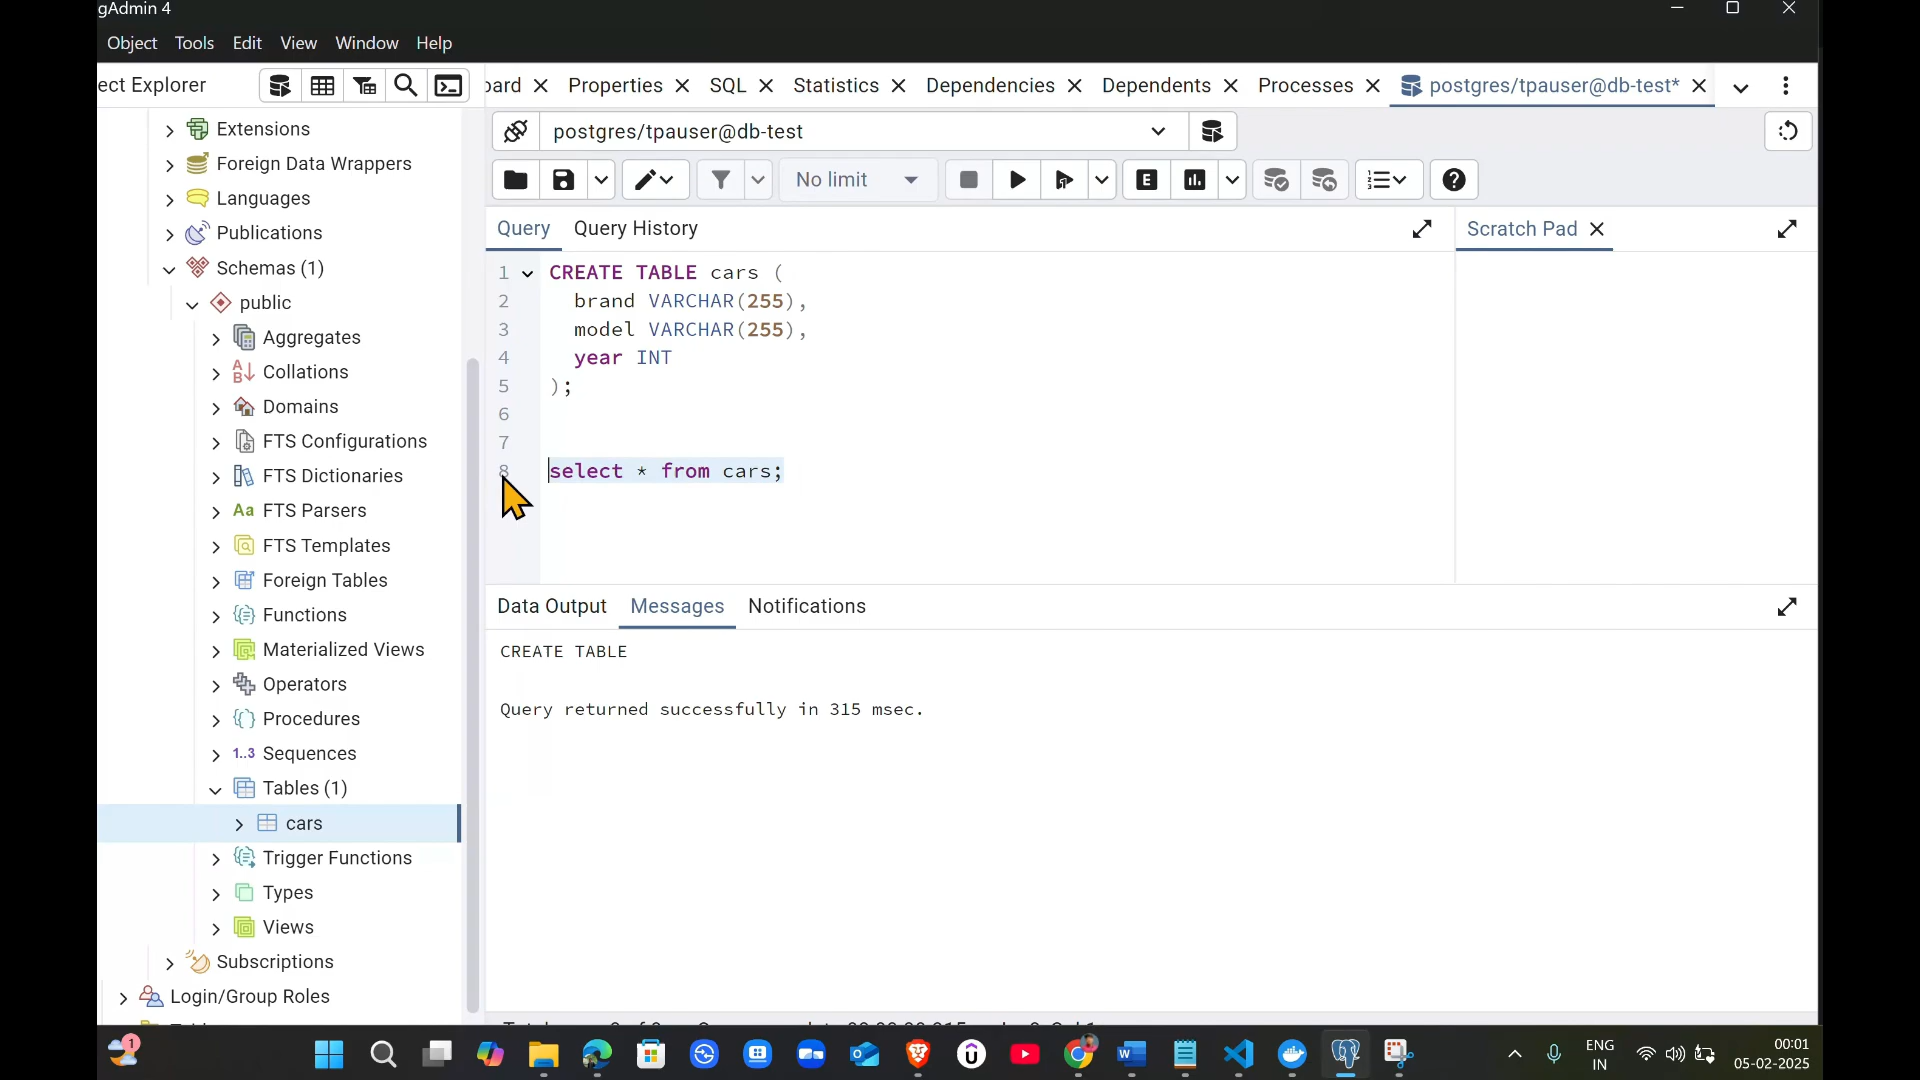 gAdmin 4
Object Tools Edit View Window Help
ect Explorer
oard Properties SQL Statistics Dependencies Dependents Processes postgres/tpauser@db-test*
postgres/tpauser@db-test
No limit
E
Query Query History
Scratch Pad
1 CREATE TABLE cars (
2 brand VARCHAR(255),
3 model VARCHAR(255),
4 year INT
5 );
6
7
8 select * from cars;
Extensions
Foreign Data Wrappers
Languages
Publications
Schemas (1)
public
Aggregates
Collations
Domains
FTS Configurations
FTS Dictionaries
Aa FTS Parsers
FTS Templates
Foreign Tables
Functions
Materialized Views
Operators
Procedures
1..3 Sequences
Tables (1)
cars
Trigger Functions
Types
Views
Subscriptions
Login/Group Roles
Data Output Messages Notifications
CREATE TABLE
Query returned successfully in 315 msec.
1
ENG
IN
00:01
05-02-2025